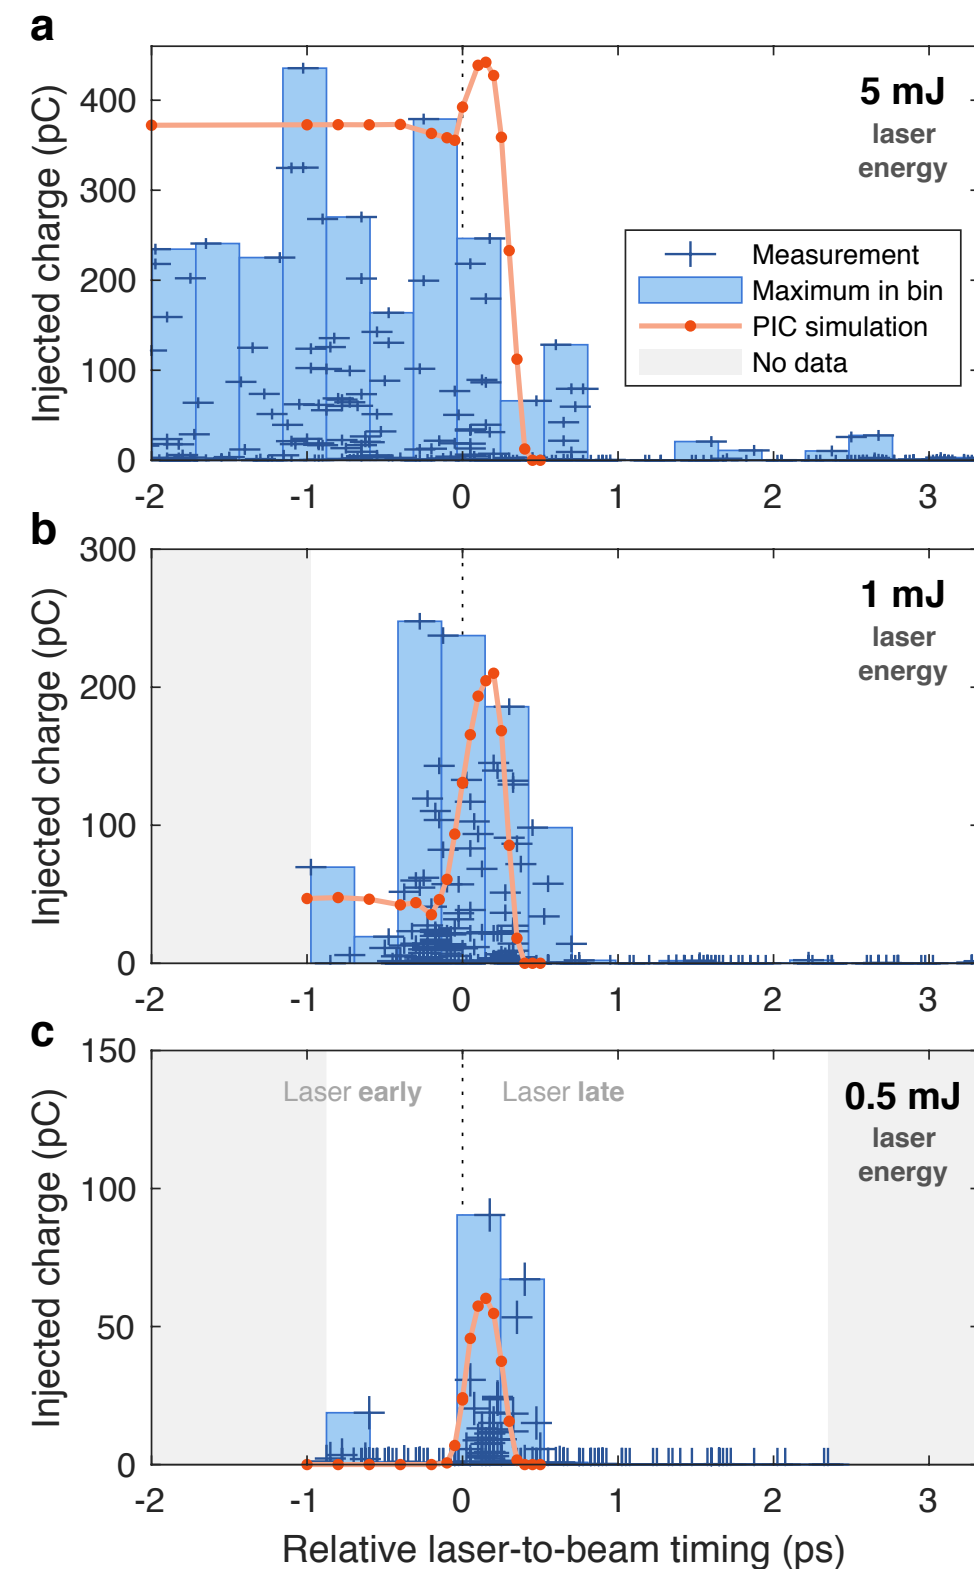 a
Injected charge (pC)
400
300
200
100
0
5 mJ
laser
energy
Measurement
Maximum in bin
PIC simulation
No data
-2
-1
0
1
2
3
b
Injected charge (pC)
300
200
100
0
1 mJ
laser
energy
-2
-1
0
1
2
3
c
Injected charge (pC)
150
100
50
0
Laser early
Laser late
0.5 mJ
laser
energy
-2
-1
0
1
2
3
Relative laser-to-beam timing (ps)